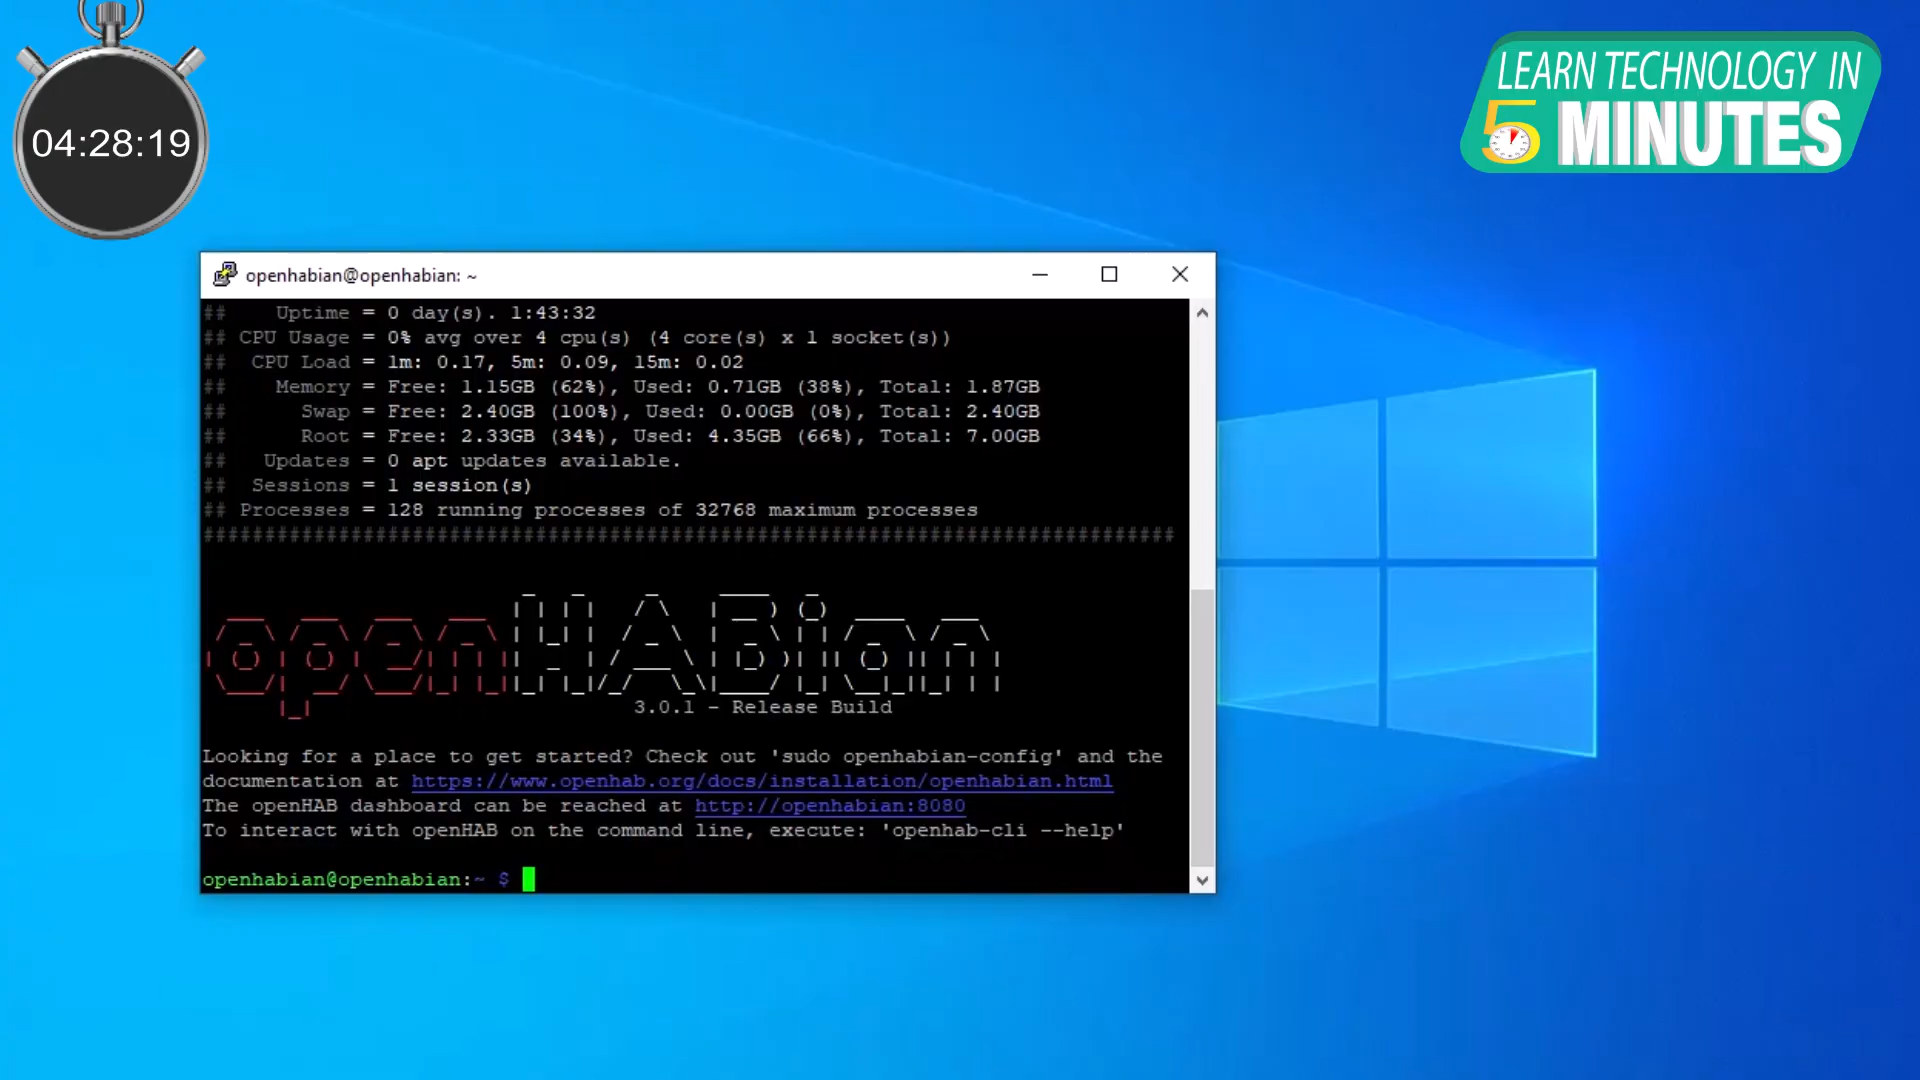 04:28:19
LEARN TECHNOLOGY IN
5 MINUTES
openhabian@openhabian: ~
##    Uptime = 0 day(s). 1:43:32
## CPU Usage = 0% avg over 4 cpu(s) (4 core(s) x 1 socket(s))
##  CPU Load = 1m: 0.17, 5m: 0.09, 15m: 0.02
##    Memory = Free: 1.15GB (62%), Used: 0.71GB (38%), Total: 1.87GB
##      Swap = Free: 2.40GB (100%), Used: 0.00GB (0%), Total: 2.40GB
##      Root = Free: 2.33GB (34%), Used: 4.35GB (66%), Total: 7.00GB
##   Updates = 0 apt updates available.
##  Sessions = 1 session(s)
## Processes = 128 running processes of 32768 maximum processes
###############################################################################
openHABian
3.0.1 - Release Build
Looking for a place to get started? Check out 'sudo openhabian-config' and the
documentation at https://www.openhab.org/docs/installation/openhabian.html
The openHAB dashboard can be reached at http://openhabian:8080
To interact with openHAB on the command line, execute: 'openhab-cli --help'
openhabian@openhabian:~ $